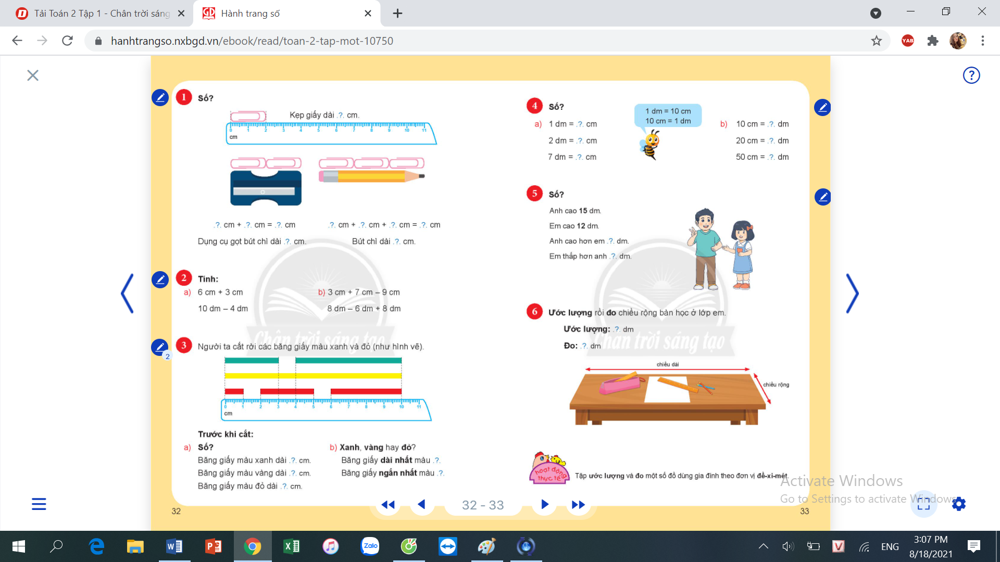 Tải Toán 2 Tập 1 - Chân trời sáng
Hành trang số
hanhtrangso.nxbgd.vn/ebook/read/toan-2-tap-mot-10750
YAB
1 Số?
Kẹp giấy dài .?. cm.
0 1 2 3 4 5 6 7 8 9 10 11
cm
.?. cm + .?. cm = .?. cm
.?. cm + .?. cm + .?. cm = .?. cm
Dụng cụ gọt bút chì dài .?. cm.
Bút chì dài .?. cm.
2 Tính:
a) 6 cm + 3 cm
10 dm – 4 dm
b) 3 cm + 7 cm – 9 cm
8 dm – 6 dm + 8 dm
Chân trời sáng tạo
3 Người ta cắt rời các băng giấy màu xanh và đỏ (như hình vẽ).
2
0 1 2 3 4 5 6 7 8 9 10 11
cm
Trước khi cắt:
a) Số?
Băng giấy màu xanh dài .?. cm.
Băng giấy màu vàng dài .?. cm.
Băng giấy màu đỏ dài .?. cm.
b) Xanh, vàng hay đỏ?
Băng giấy dài nhất màu .?.
Băng giấy ngắn nhất màu .?.
32
4 Số?
1 dm = 10 cm
10 cm = 1 dm
a) 1 dm = .?. cm
2 dm = .?. cm
7 dm = .?. cm
b) 10 cm = .?. dm
20 cm = .?. dm
50 cm = .?. dm
5 Số?
Anh cao 15 dm.
Em cao 12 dm.
Anh cao hơn em .?. dm.
Em thấp hơn anh .?. dm.
6 Ước lượng rồi đo chiều rộng bàn học ở lớp em.
Ước lượng: .?. dm
Đo: .?. dm
Chân trời sáng tạo
chiều dài
chiều rộng
hoạt động
thực tế
Tập ước lượng và đo một số đồ dùng gia đình theo đơn vị đề-xi-mét.
33
32 - 33
Activate Windows
Go to Settings to activate Windows.
Zalo
ENG
3:07 PM
8/18/2021